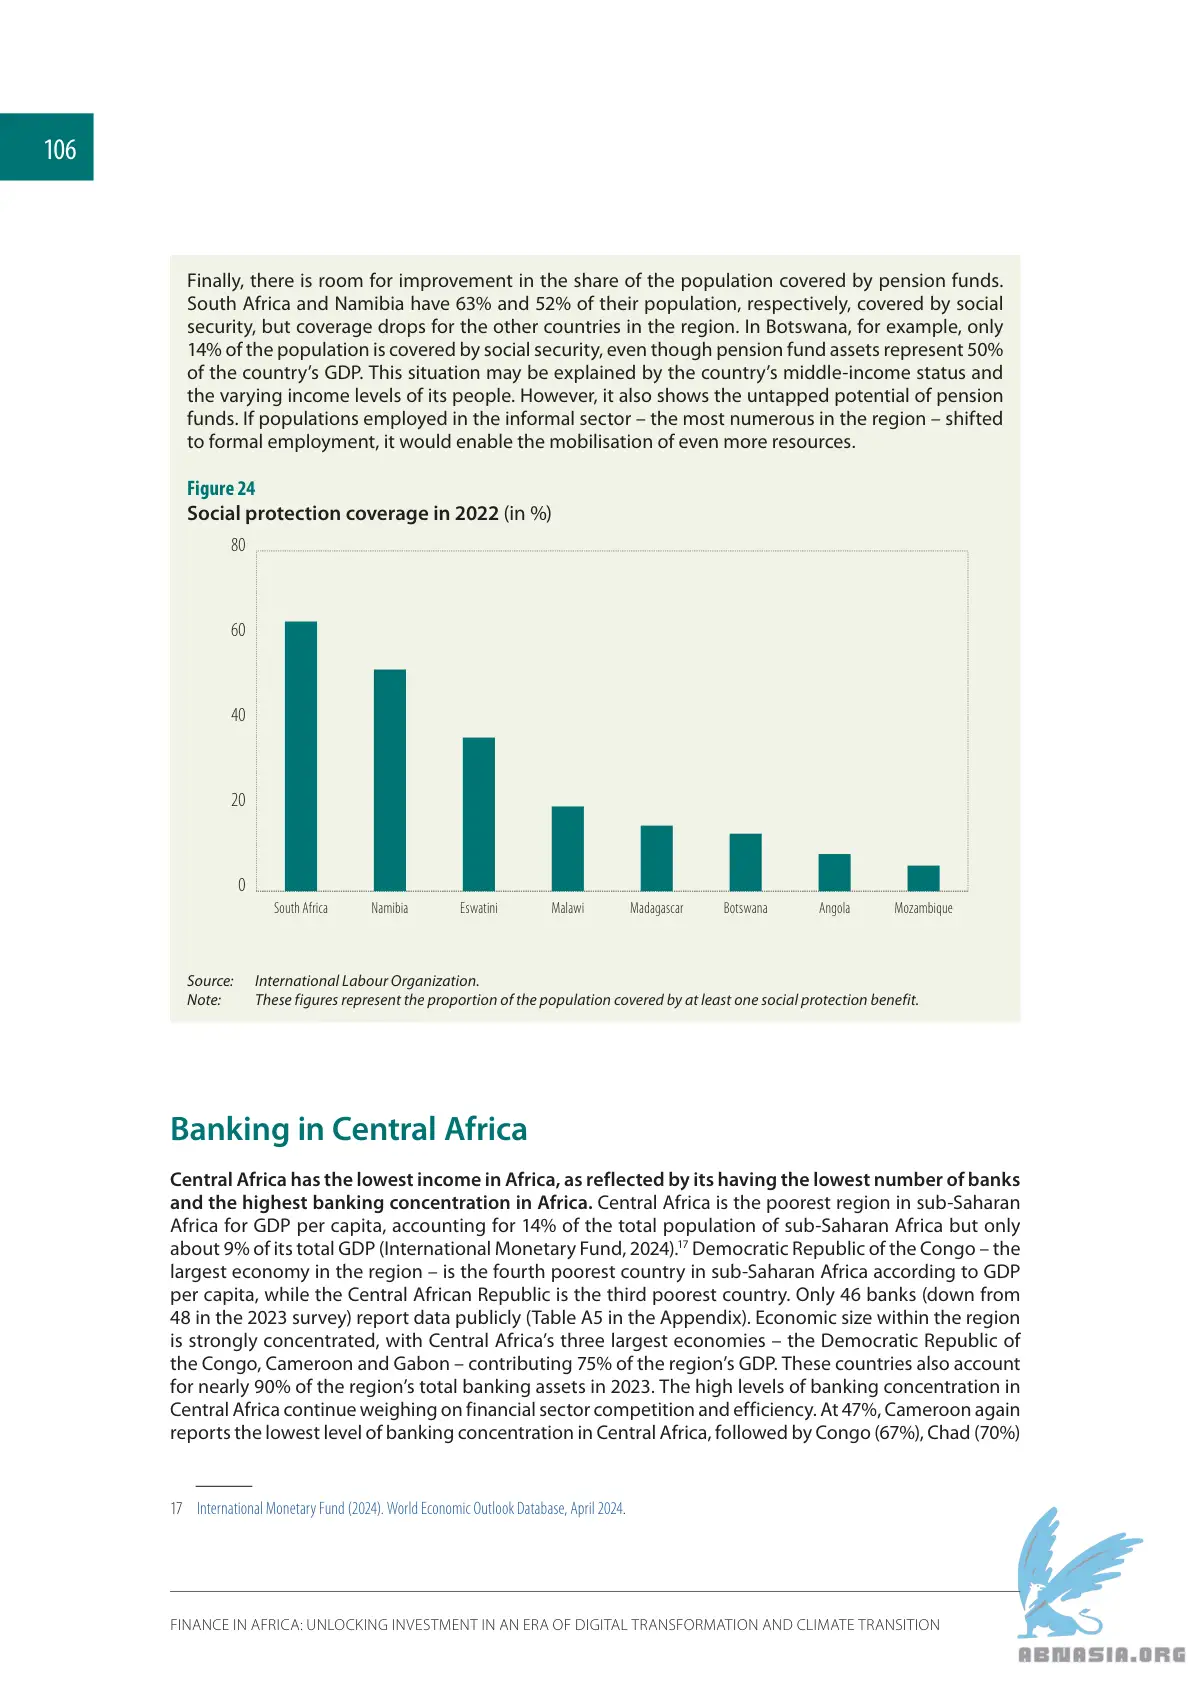 106
Finally, there is room for improvement in the share of the population covered by pension funds.
South Africa and Namibia have 63% and 52% of their population, respectively, covered by social
security, but coverage drops for the other countries in the region. In Botswana, for example, only
14% of the population is covered by social security, even though pension fund assets represent 50%
of the country’s GDP. This situation may be explained by the country’s middle-income status and
the varying income levels of its people. However, it also shows the untapped potential of pension
funds. If populations employed in the informal sector – the most numerous in the region – shifted
to formal employment, it would enable the mobilisation of even more resources.
Figure 24
Social protection coverage in 2022 (in %)
80
60
40
20
0
South Africa Namibia Eswatini Malawi Madagascar Botswana Angola Mozambique
Source: International Labour Organization.
Note: These figures represent the proportion of the population covered by at least one social protection benefit.
Banking in Central Africa
Central Africa has the lowest income in Africa, as reflected by its having the lowest number of banks
and the highest banking concentration in Africa. Central Africa is the poorest region in sub-Saharan
Africa for GDP per capita, accounting for 14% of the total population of sub-Saharan Africa but only
about 9% of its total GDP (International Monetary Fund, 2024).17 Democratic Republic of the Congo – the
largest economy in the region – is the fourth poorest country in sub-Saharan Africa according to GDP
per capita, while the Central African Republic is the third poorest country. Only 46 banks (down from
48 in the 2023 survey) report data publicly (Table A5 in the Appendix). Economic size within the region
is strongly concentrated, with Central Africa’s three largest economies – the Democratic Republic of
the Congo, Cameroon and Gabon – contributing 75% of the region’s GDP. These countries also account
for nearly 90% of the region’s total banking assets in 2023. The high levels of banking concentration in
Central Africa continue weighing on financial sector competition and efficiency. At 47%, Cameroon again
reports the lowest level of banking concentration in Central Africa, followed by Congo (67%), Chad (70%)
17 International Monetary Fund (2024). World Economic Outlook Database, April 2024.
FINANCE IN AFRICA: UNLOCKING INVESTMENT IN AN ERA OF DIGITAL TRANSFORMATION AND CLIMATE TRANSITION
ABNASIA.ORG